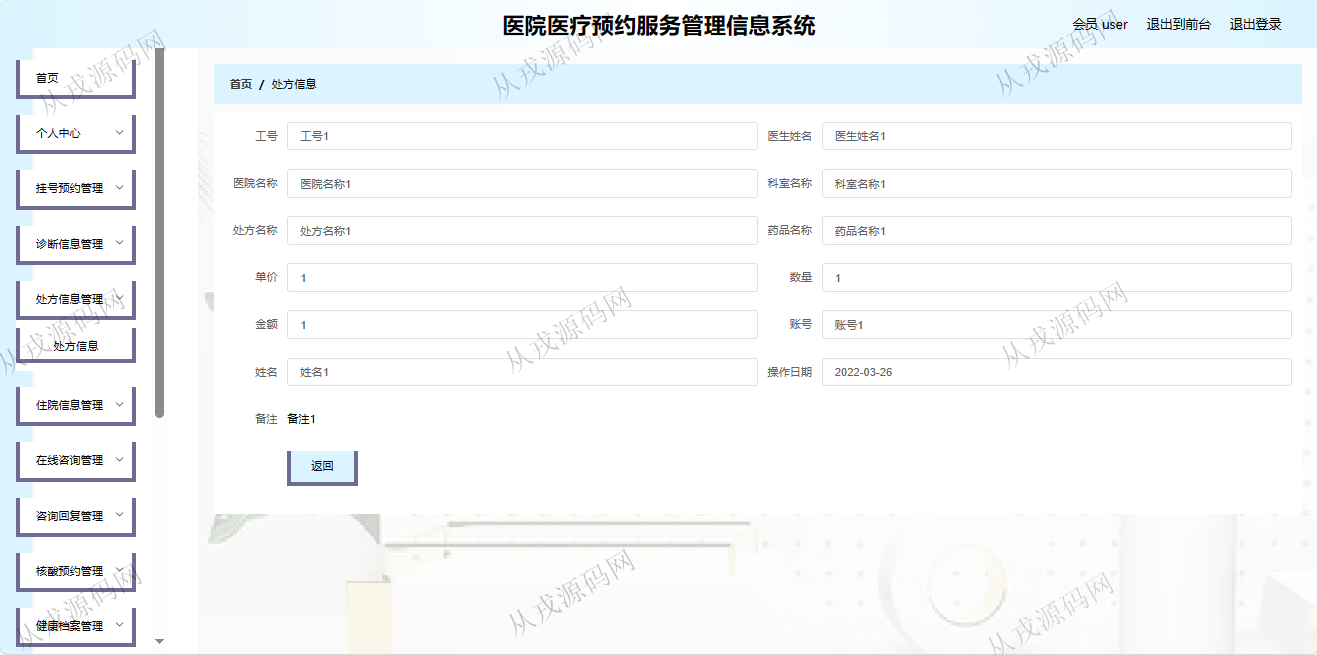 医院医疗预约服务管理信息系统
会员 user 退出到前台 退出登录
首页
个人中心
挂号预约管理
诊断信息管理
处方信息管理
处方信息
住院信息管理
在线咨询管理
咨询回复管理
核酸预约管理
健康档案管理
首页 / 处方信息
工号 工号1 医生姓名 医生姓名1
医院名称 医院名称1 科室名称 科室名称1
处方名称 处方名称1 药品名称 药品名称1
单价 1 数量 1
金额 1 账号 账号1
姓名 姓名1 操作日期 2022-03-26
备注 备注1
返回
从戎源码网
从戎源码网
从戎源码网
从戎源码网
从戎源码网
从戎源码网
从戎源码网
从戎源码网
从戎源码网